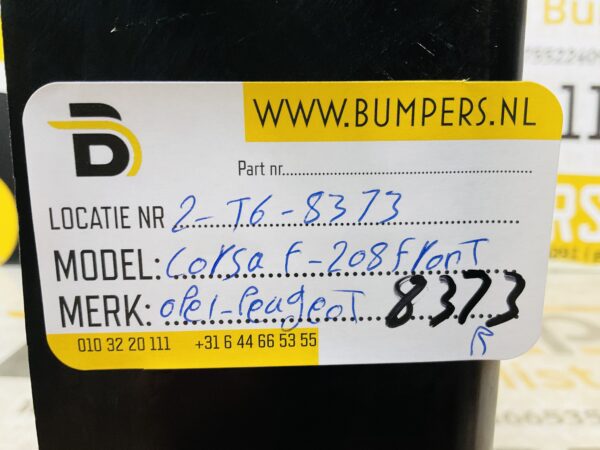 WWW.BUMPERS.NL
Part nr
LOCATIE NR 2-T6-8373
MODEL: Corsa F-208 Front
MERK: opel-Peageot 8373
010 32 20 111 +31 6 44 66 53 55